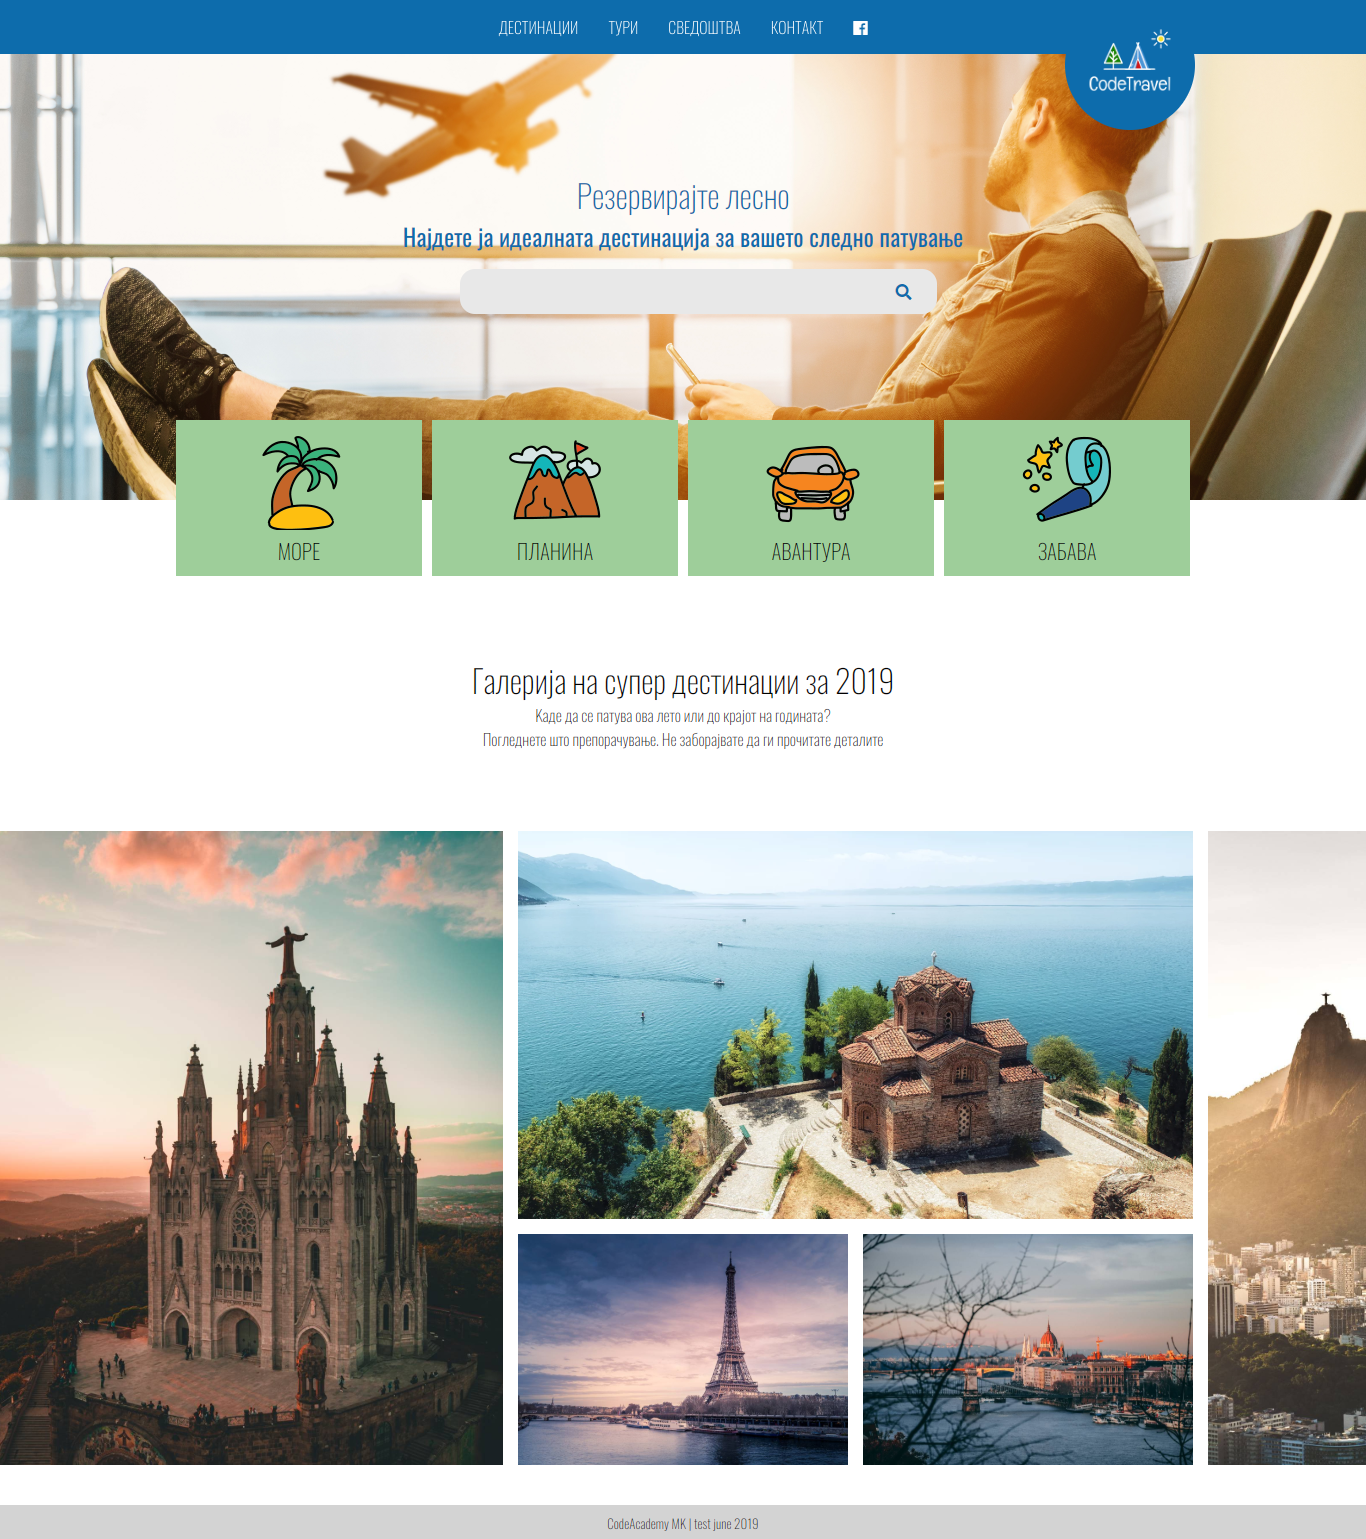 ДЕСТИНАЦИИ ТУРИ СВЕДОШТВА КОНТАКТ
CodeTravel
Резервирајте лесно
Најдете ја идеалната дестинација за вашето следно патување
МОРЕ ПЛАНИНА АВАНТУРА ЗАБАВА
Галерија на супер дестинации за 2019
Каде да се патува ова лето или до крајот на годината?
Погледнете што препорачување. Не заборајвате да ги прочитате деталите
CodeAcademy MK | test june 2019